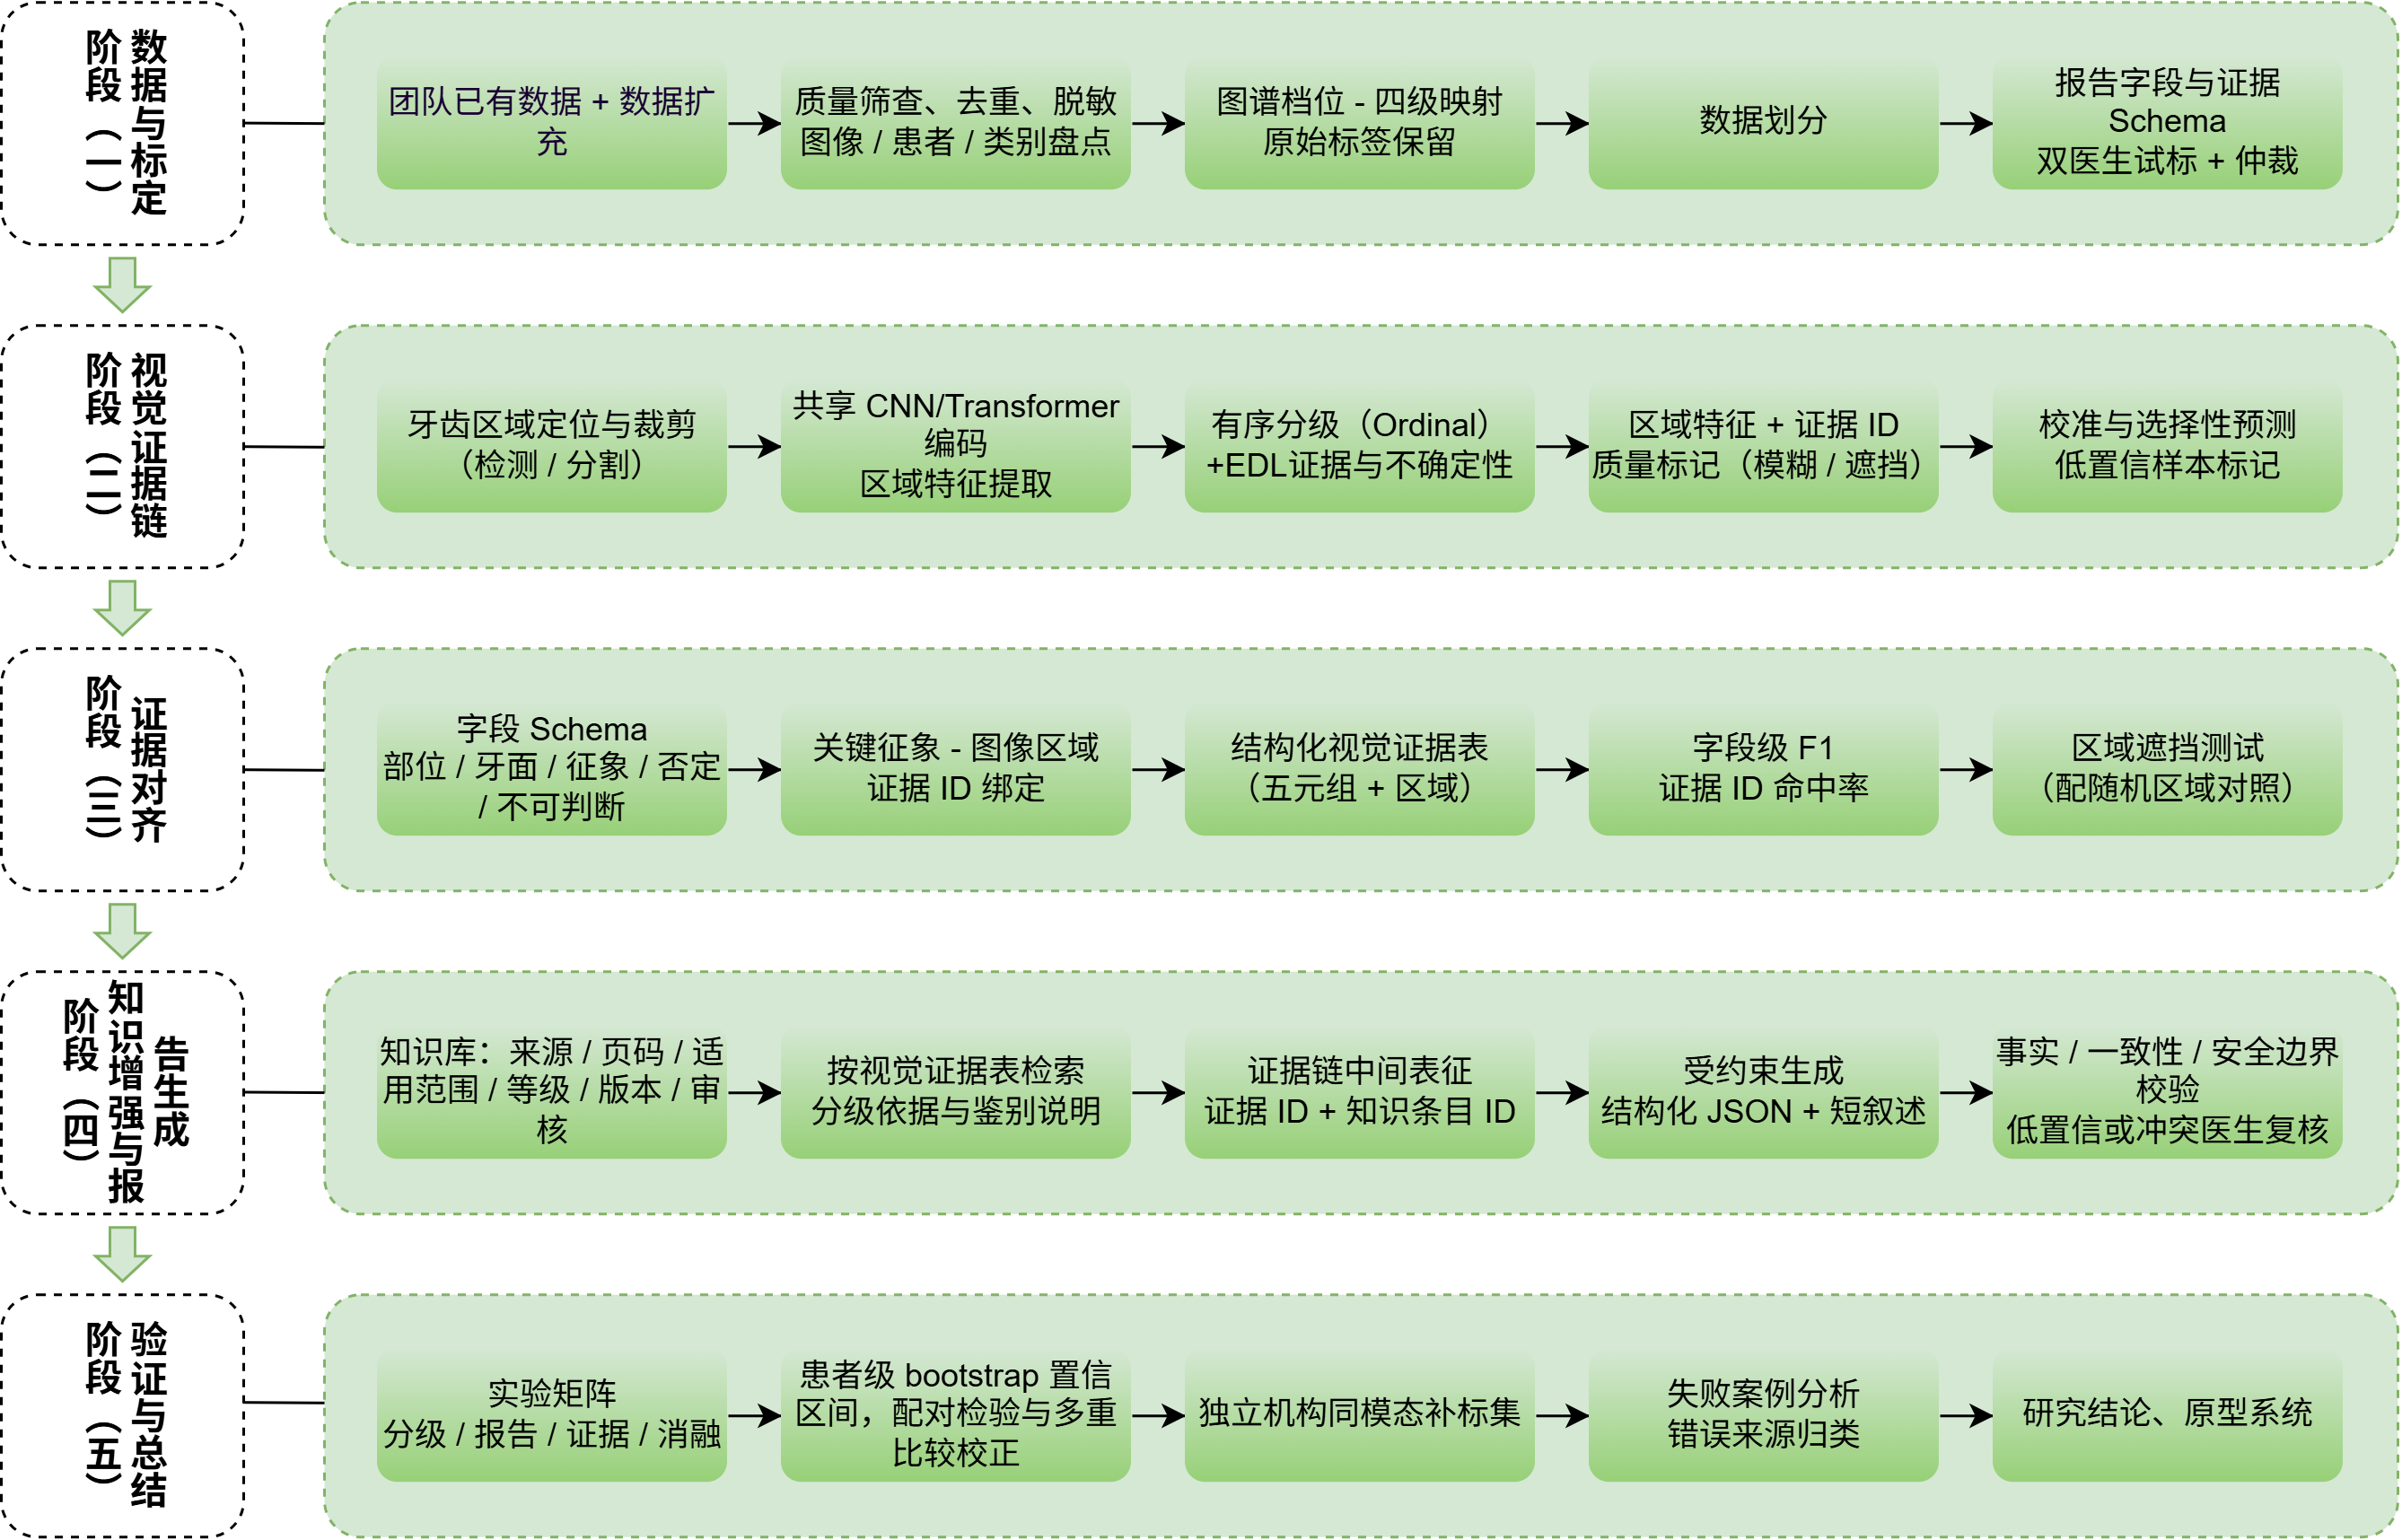 阶段（一）
数据与标定
团队已有数据 + 数据扩
充
质量筛查、去重、脱敏
图像 / 患者 / 类别盘点
图谱档位 - 四级映射
原始标签保留
数据划分
报告字段与证据
Schema
双医生试标 + 仲裁
阶段（二）
视觉证据链
牙齿区域定位与裁剪
（检测 / 分割）
共享 CNN/Transformer
编码
区域特征提取
有序分级（Ordinal）
+EDL证据与不确定性
区域特征 + 证据 ID
质量标记（模糊 / 遮挡）
校准与选择性预测
低置信样本标记
阶段（三）
证据对齐
字段 Schema
部位 / 牙面 / 征象 / 否定
/ 不可判断
关键征象 - 图像区域
证据 ID 绑定
结构化视觉证据表
（五元组 + 区域）
字段级 F1
证据 ID 命中率
区域遮挡测试
（配随机区域对照）
阶段（四）
知识增强与报
告生成
知识库：来源 / 页码 / 适
用范围 / 等级 / 版本 / 审
核
按视觉证据表检索
分级依据与鉴别说明
证据链中间表征
证据 ID + 知识条目 ID
受约束生成
结构化 JSON + 短叙述
事实 / 一致性 / 安全边界
校验
低置信或冲突医生复核
阶段（五）
验证与总结
实验矩阵
分级 / 报告 / 证据 / 消融
患者级 bootstrap 置信
区间，配对检验与多重
比较校正
独立机构同模态补标集
失败案例分析
错误来源归类
研究结论、原型系统